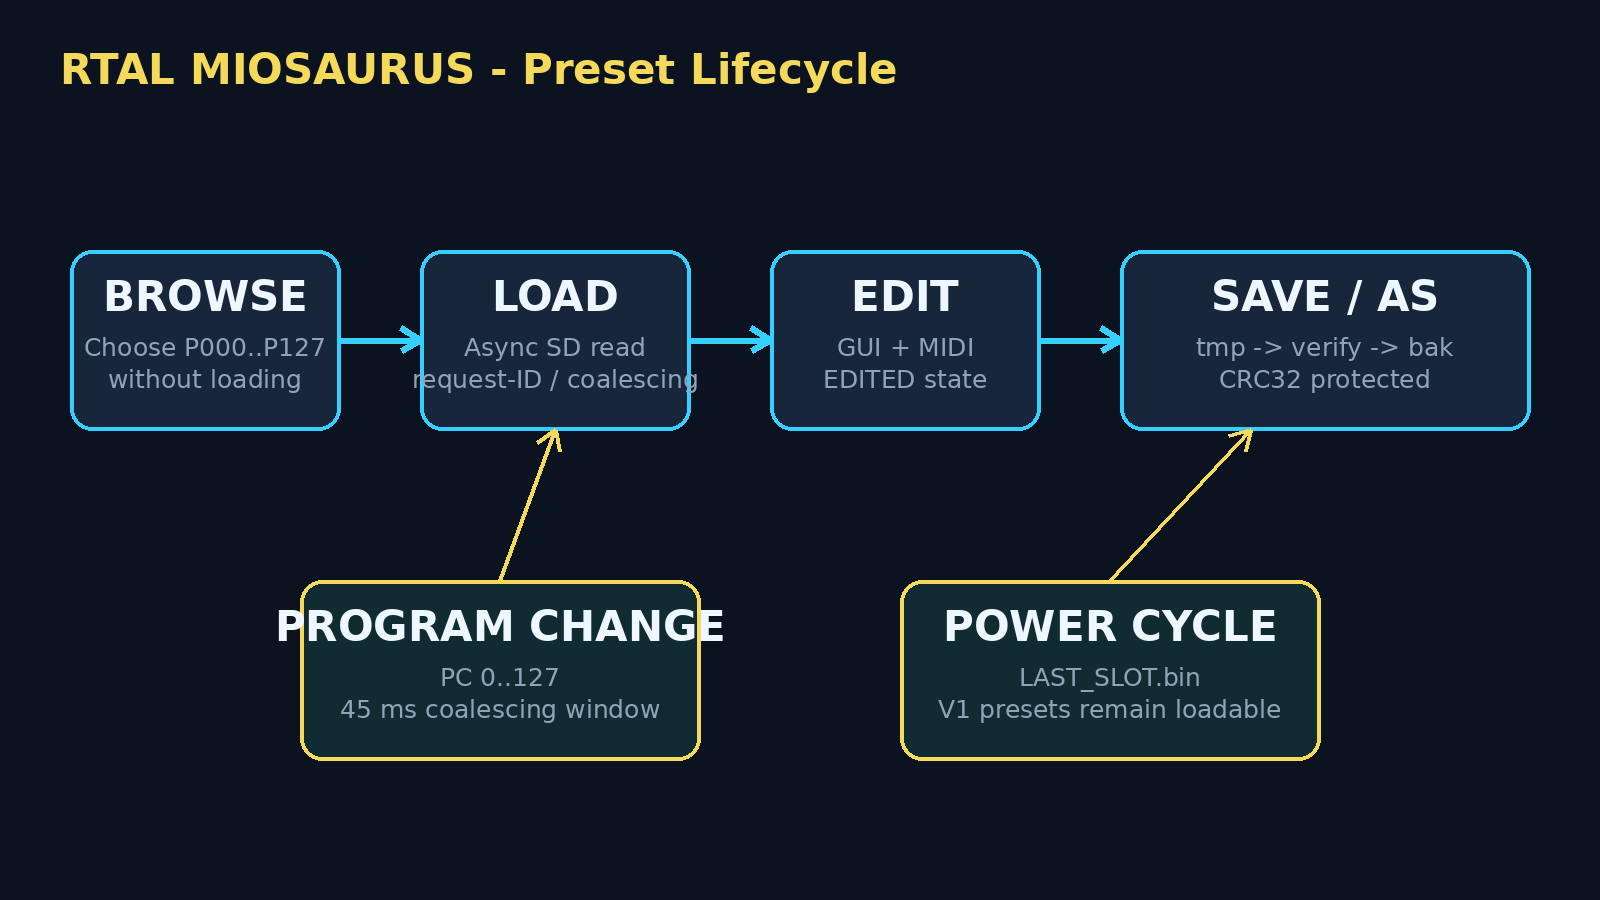 RTAL MIOSAURUS - Preset Lifecycle
BROWSE
Choose P000..P127
without loading
LOAD
Async SD read
request-ID / coalescing
EDIT
GUI + MIDI
EDITED state
SAVE / AS
tmp -> verify -> bak
CRC32 protected
PROGRAM CHANGE
PC 0..127
45 ms coalescing window
POWER CYCLE
LAST_SLOT.bin
V1 presets remain loadable